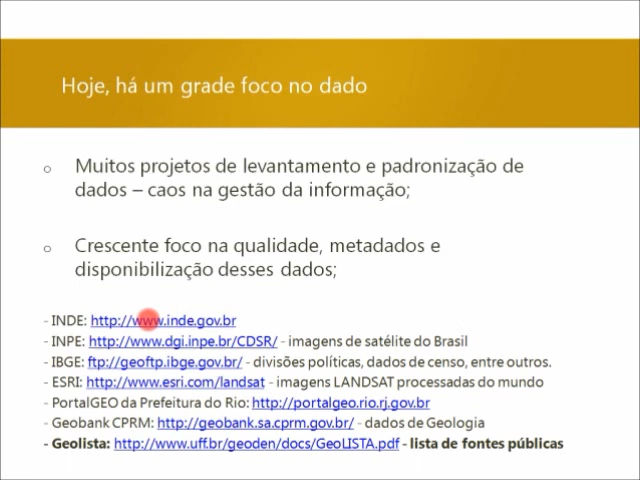 Hoje, há um grade foco no dado
o Muitos projetos de levantamento e padronização de
dados – caos na gestão da informação;
o Crescente foco na qualidade, metadados e
disponibilização desses dados;
- INDE: http://www.inde.gov.br
- INPE: http://www.dgi.inpe.br/CDSR/ - imagens de satélite do Brasil
- IBGE: ftp://geoftp.ibge.gov.br/ - divisões políticas, dados de censo, entre outros.
- ESRI: http://www.esri.com/landsat - imagens LANDSAT processadas do mundo
- PortalGEO da Prefeitura do Rio: http://portalgeo.rio.rj.gov.br
- Geobank CPRM: http://geobank.sa.cprm.gov.br/ - dados de Geologia
- Geolista: http://www.uff.br/geoden/docs/GeoLISTA.pdf - lista de fontes públicas